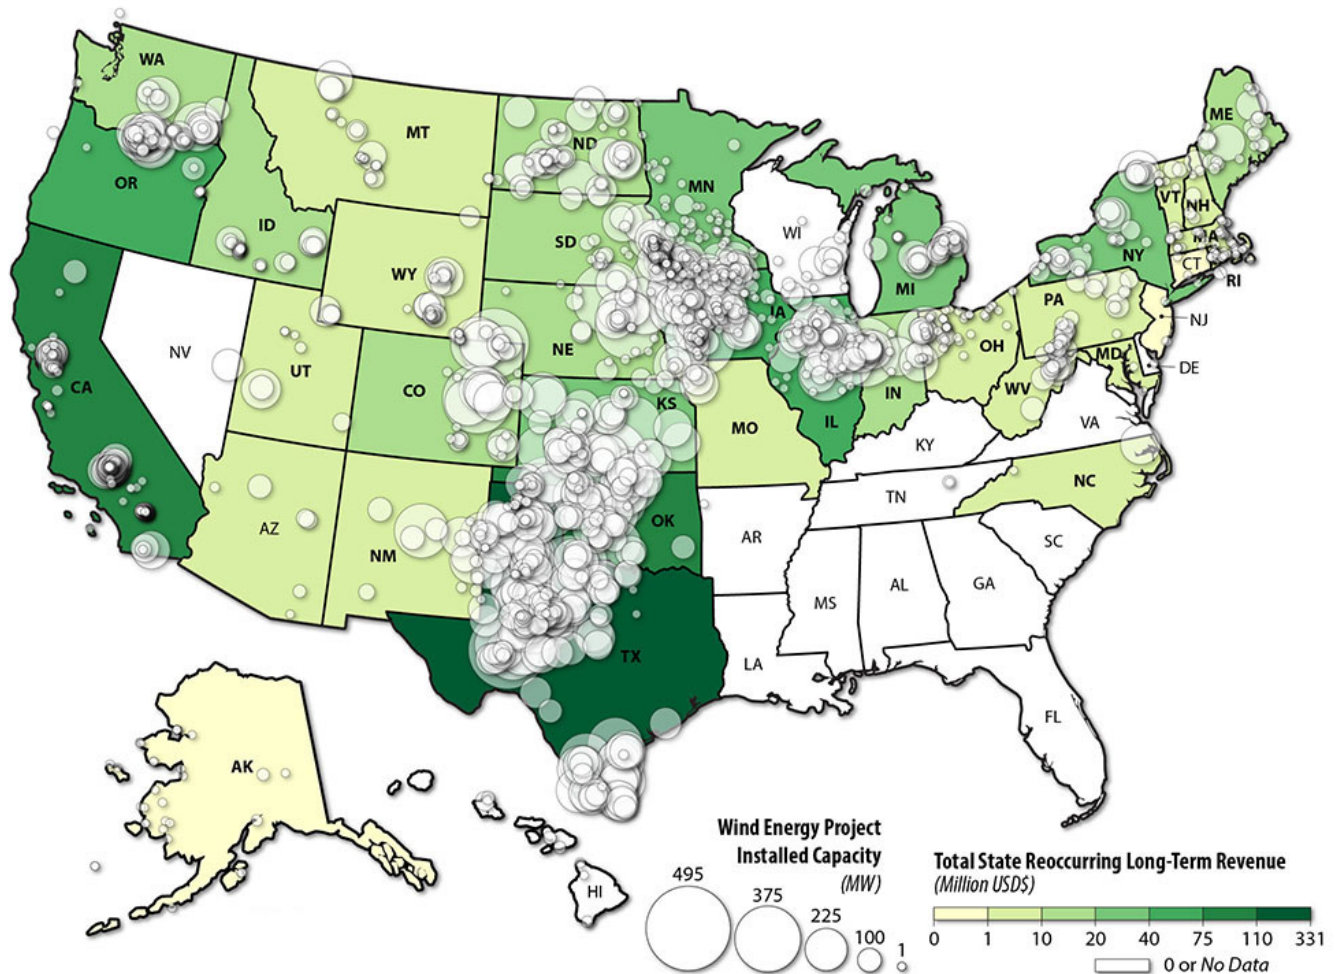 WA
MT
ND
MN
ME
OR
ID
SD
WI
VT
NH
WY
MI
NY
MA
CT
RI
NE
IA
PA
NJ
NV
UT
CO
OH
MD
DE
CA
KS
IN
WV
IL
MO
VA
KY
AZ
NM
OK
TN
NC
AR
SC
MS
AL
GA
TX
LA
FL
AK
HI
Wind Energy Project
Installed Capacity
(MW)
495
375
225
100
1
Total State Reoccurring Long-Term Revenue
(Million USD$)
0 1 10 20 40 75 110 331
0 or No Data